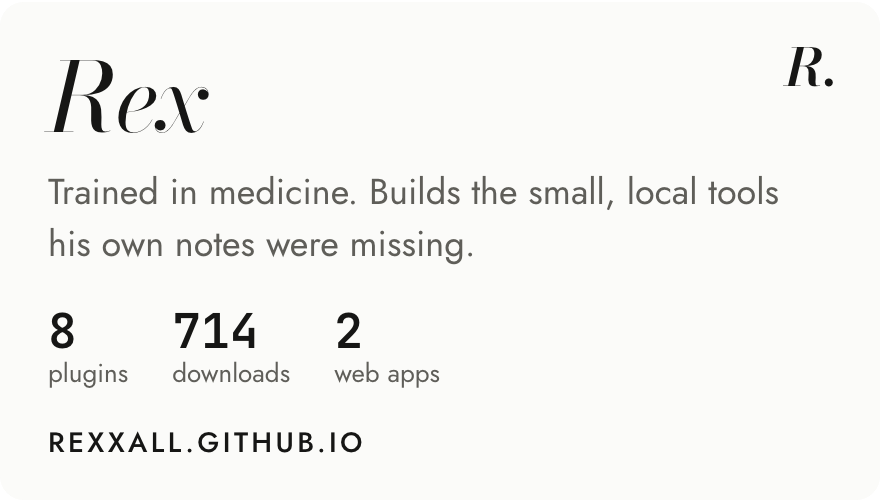 Rex
R.
Trained in medicine. Builds the small, local tools
his own notes were missing.
8 714 2
plugins downloads web apps
REXXALL.GITHUB.IO